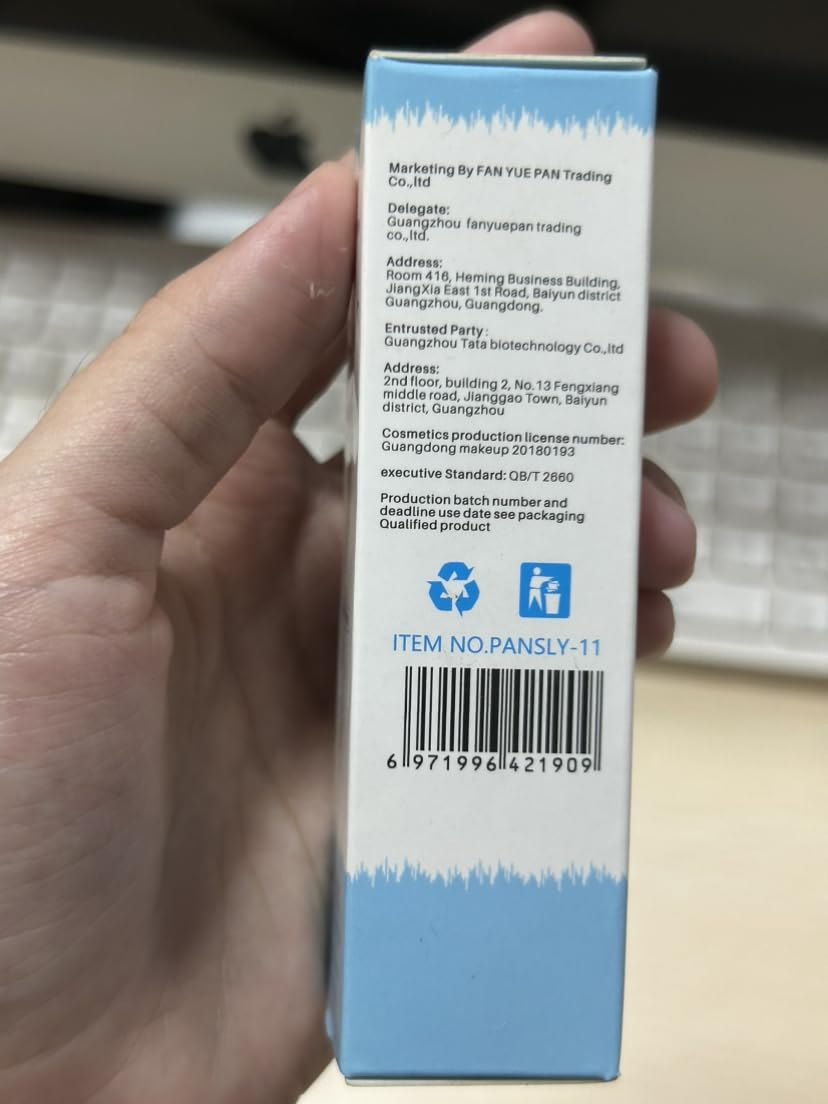 Marketing By FAN YUE PAN Trading
Co.,ltd
Delegate:
Guangzhou fanyuepan trading
co.,ltd.
Address:
Room 416, Heming Business Building,
JiangXia East 1st Road, Baiyun district
Guangzhou, Guangdong.
Entrusted Party:
Guangzhou Tata biotechnology Co.,ltd
Address:
2nd floor, building 2, No.13 Fengxiang
middle road, Jianggao Town, Baiyun
district, Guangzhou
Cosmetics production license number:
Guangdong makeup 20180193
executive Standard: QB/T 2660
Production batch number and
deadline use date see packaging
Qualified product
ITEM NO.PANSLY-11
6 971996 421909